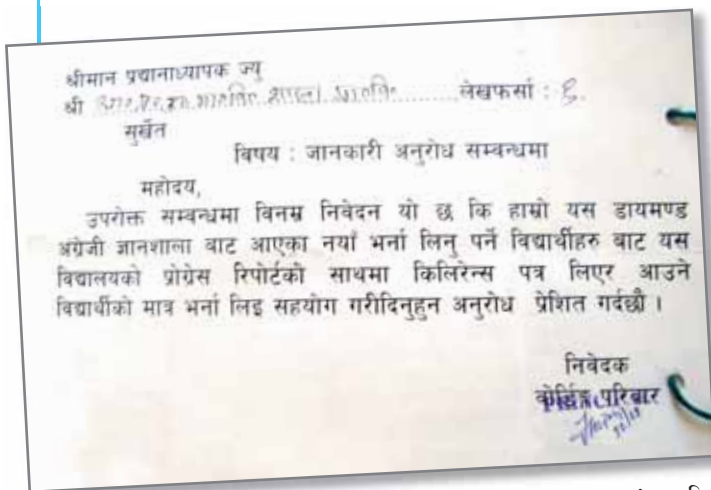 श्रीमान प्रधानाध्यापक ज्यु
श्री लेखफर्सा : ६.
सुर्खेत
विषय : जानकारी अनुरोध सम्बन्धमा
महोदय,
उपरोक्त सम्बन्धमा विनम्र निवेदन यो छ कि हाम्रो यस डायमण्ड
अंग्रेजी ज्ञानशाला बाट आएका नयाँ भर्ना लिनु पर्ने विद्यार्थीहरु बाट यस
विद्यालयको प्रोग्रेस रिपोर्टको साथमा किलिरेन्स पत्र लिएर आउने
विद्यार्थीको मात्र भर्ना लिइ सहयोग गरीदिनुहुन अनुरोध प्रेशित गर्दछौ ।
निवेदक
परिबार